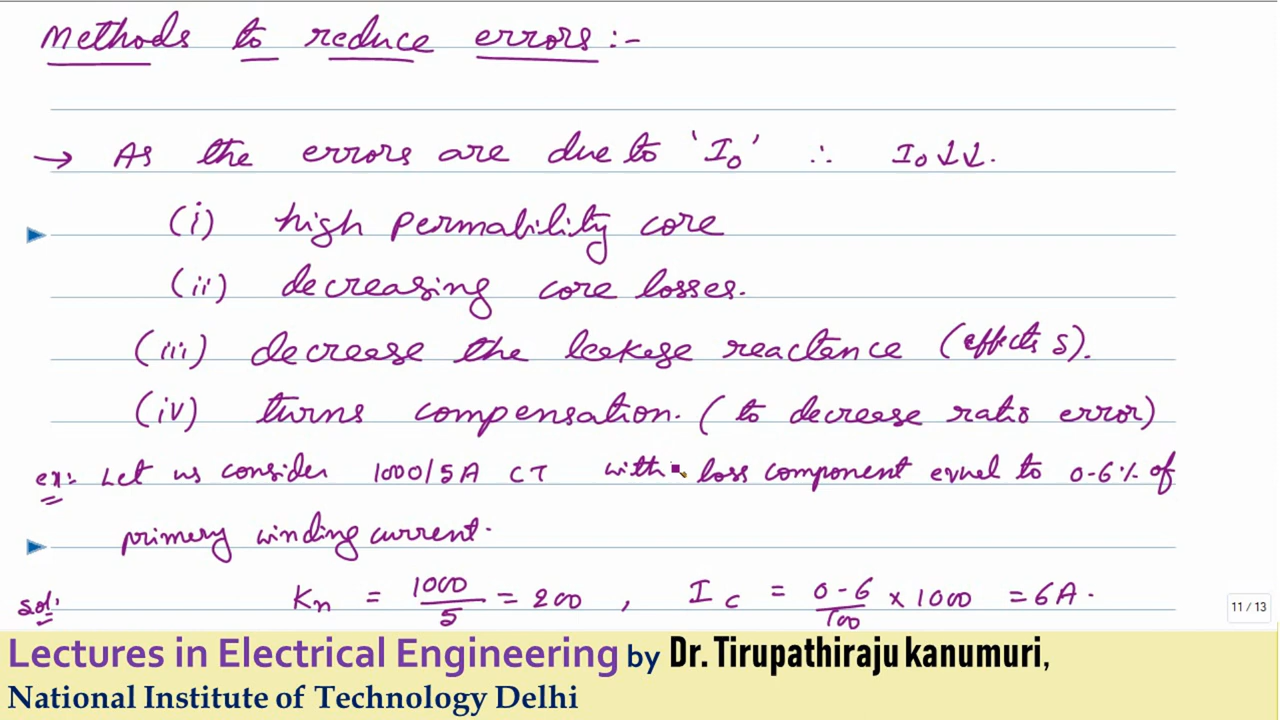 Methods to reduce errors :-
→ As the errors are due to 'I₀' ∴ I₀↓↓.
(i) high permability core
(ii) decreasing core losses.
(iii) decrease the leakage reactance (effects δ).
(iv) turns compensation. (to decrease ratio error)
ex: Let us consider 1000/5A CT with loss component equal to 0.6% of
primary winding current.
Sol: Kn = 1000/5 = 200 , Ic = 0.6/100 × 1000 = 6A.
11 / 13
Lectures in Electrical Engineering by Dr. Tirupathiraju kanumuri,
National Institute of Technology Delhi